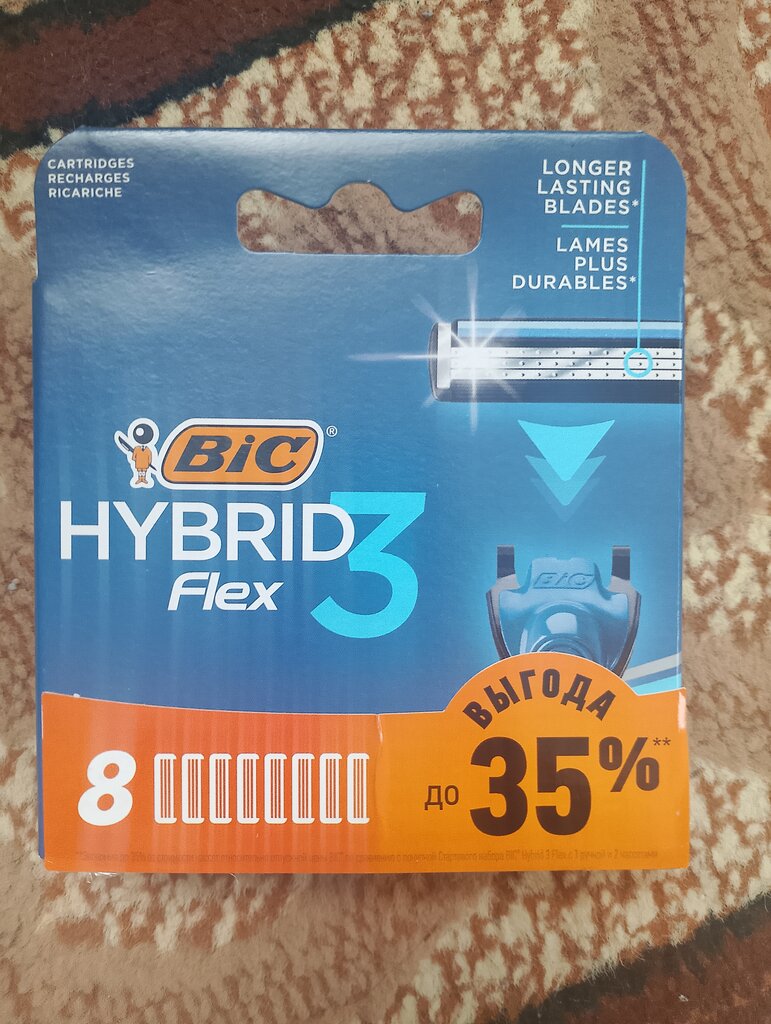 CARTRIDGES
RECHARGES
RICARICHE
LONGER
LASTING
BLADES*
LAMES
PLUS
DURABLES*
BiC®
HYBRID 3
Flex
BiC
ВЫГОДА
до 35%**
8